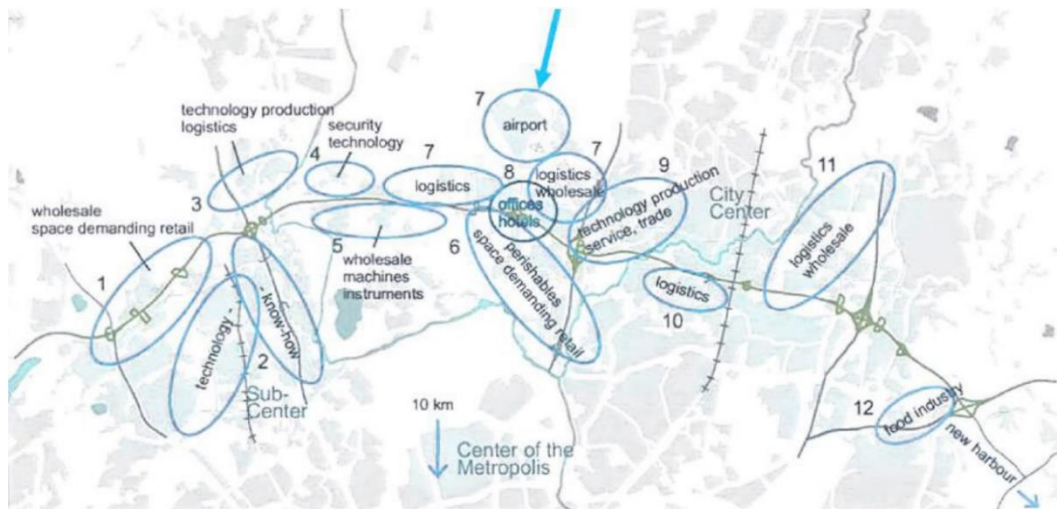 technology production
logistics
4
security
technology
7
7
airport
7
3
logistics
8
logistics
wholesale
9
11
wholesale
space demanding retail
offices
hotels
technology production
service, trade
City
Center
logistics
wholesale
1
5
wholesale
machines
instruments
6
perishables
space demanding retail
logistics
10
technology -
- know-how
2
Sub-
Center
10 km
Center of the
Metropolis
12
food industry
new harbour